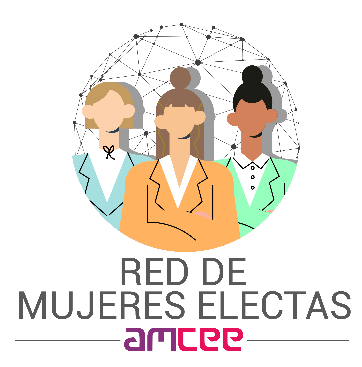 RED DE
MUJERES ELECTAS
amcee